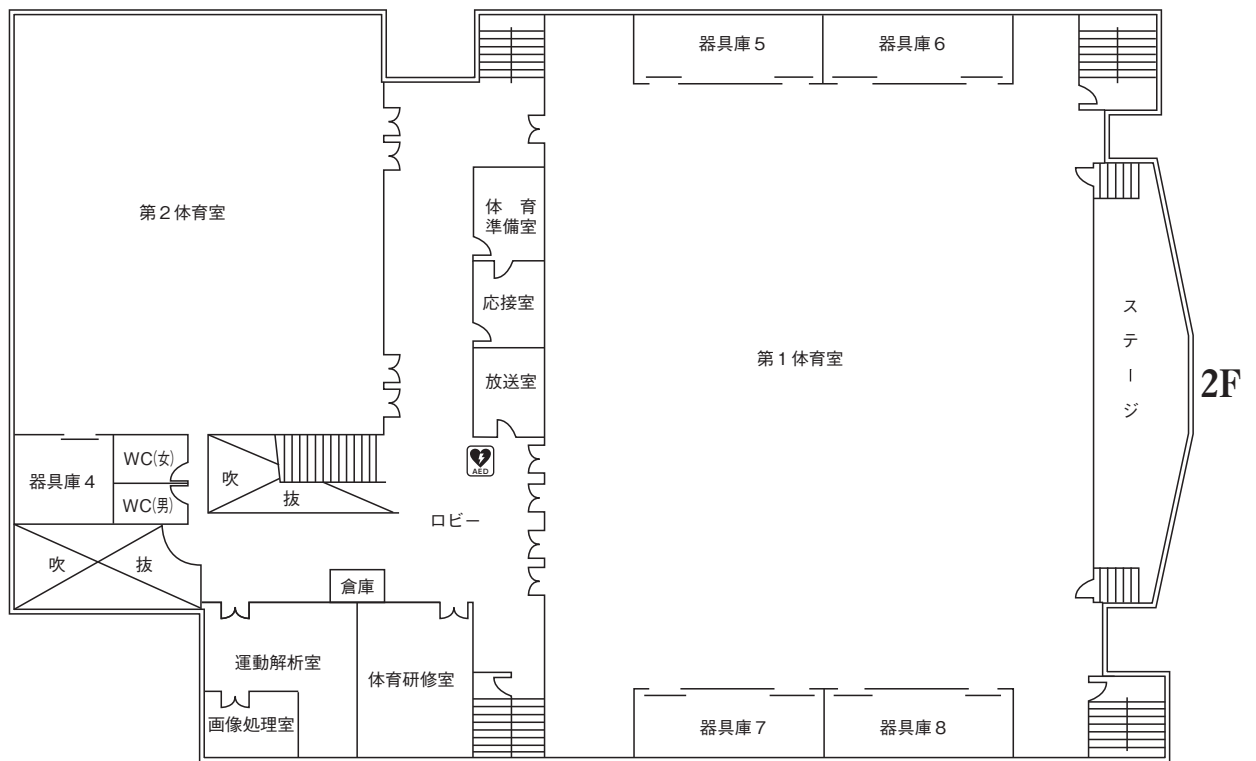 器具庫5
器具庫6
第2体育室
体 育
準備室
応接室
放送室
第1体育室
ス
テ
ー
ジ
2F
器具庫4
WC(女)
WC(男)
吹
抜
AED
ロビー
吹 抜
倉庫
運動解析室
体育研修室
画像処理室
器具庫7
器具庫8